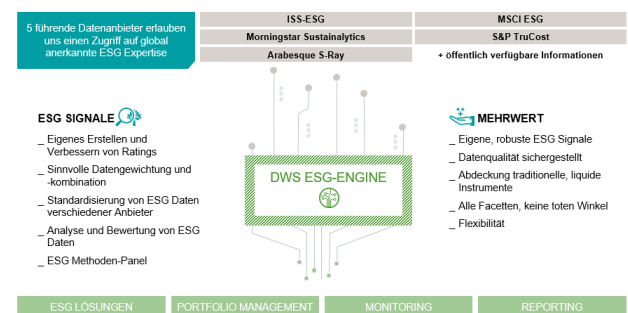 5 führende Datenanbieter erlauben
uns einen Zugriff auf global
anerkannte ESG Expertise
ISS-ESG
MSCI ESG
Morningstar Sustainalytics
S&P TruCost
Arabesque S-Ray
+ öffentlich verfügbare Informationen
ESG SIGNALE
_ Eigenes Erstellen und
Verbessern von Ratings
_ Sinnvolle Datengewichtung und
-kombination
_ Standardisierung von ESG Daten
verschiedener Anbieter
_ Analyse und Bewertung von ESG
Daten
_ ESG Methoden-Panel
DWS ESG-ENGINE
MEHRWERT
_ Eigene, robuste ESG Signale
_ Datenqualität sichergestellt
_ Abdeckung traditionelle, liquide
Instrumente
_ Alle Facetten, keine toten Winkel
_ Flexibilität
ESG LÖSUNGEN
PORTFOLIO MANAGEMENT
MONITORING
REPORTING